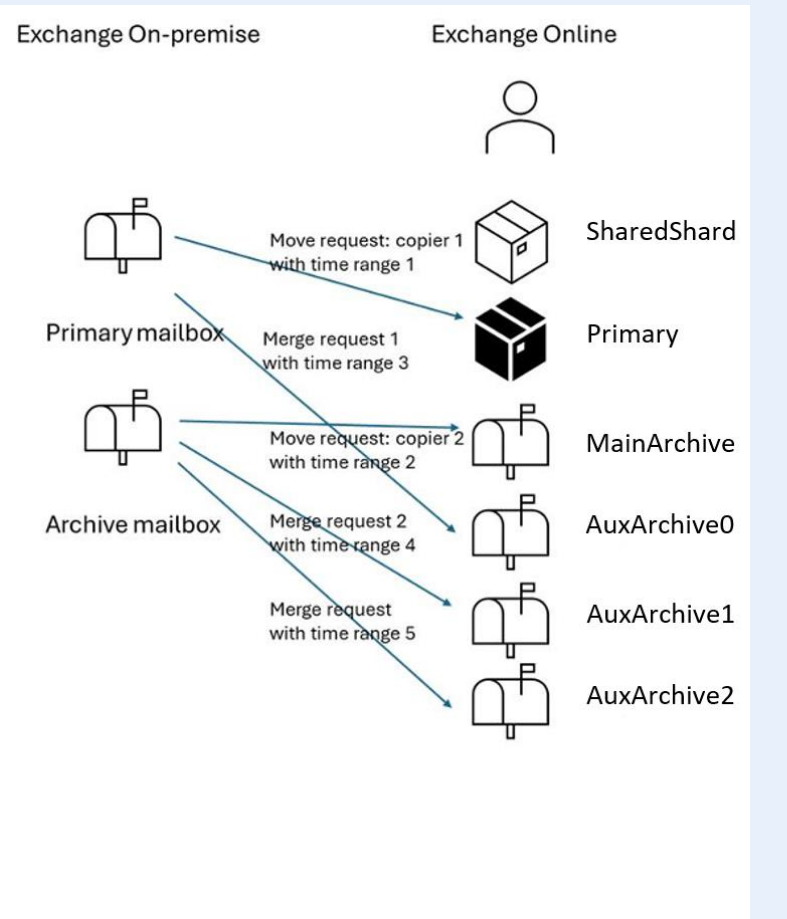 Exchange On-premise
Exchange Online
Move request: copier 1
with time range 1
SharedShard
Primary mailbox
Merge request 1
with time range 3
Primary
Move request: copier 2
with time range 2
MainArchive
Archive mailbox
Merge request 2
with time range 4
AuxArchive0
Merge request
with time range 5
AuxArchive1
AuxArchive2